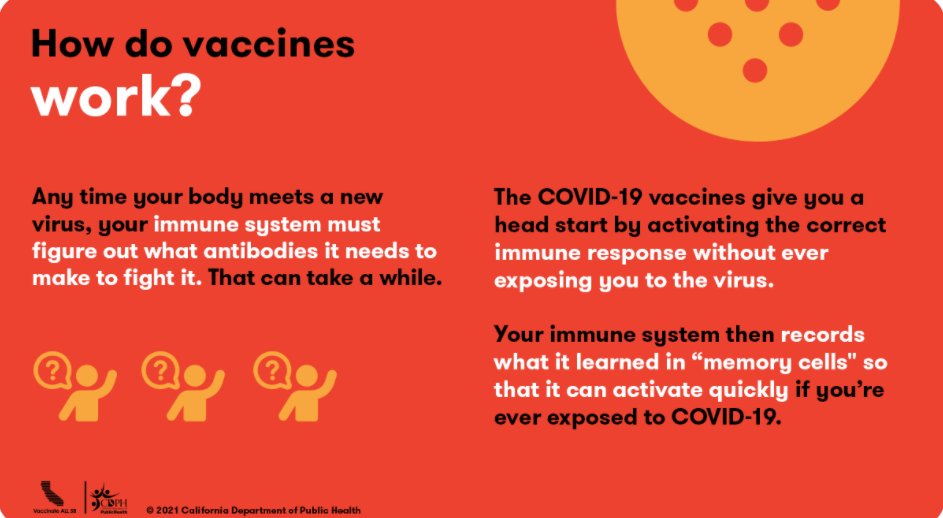 How do vaccines
work?
Any time your body meets a new
virus, your immune system must
figure out what antibodies it needs to
make to fight it. That can take a while.
The COVID-19 vaccines give you a
head start by activating the correct
immune response without ever
exposing you to the virus.
Your immune system then records
what it learned in “memory cells" so
that it can activate quickly if you’re
ever exposed to COVID-19.
? ? ?
Vaccinate ALL 58
CDPH
PublicHealth
© 2021 California Department of Public Health